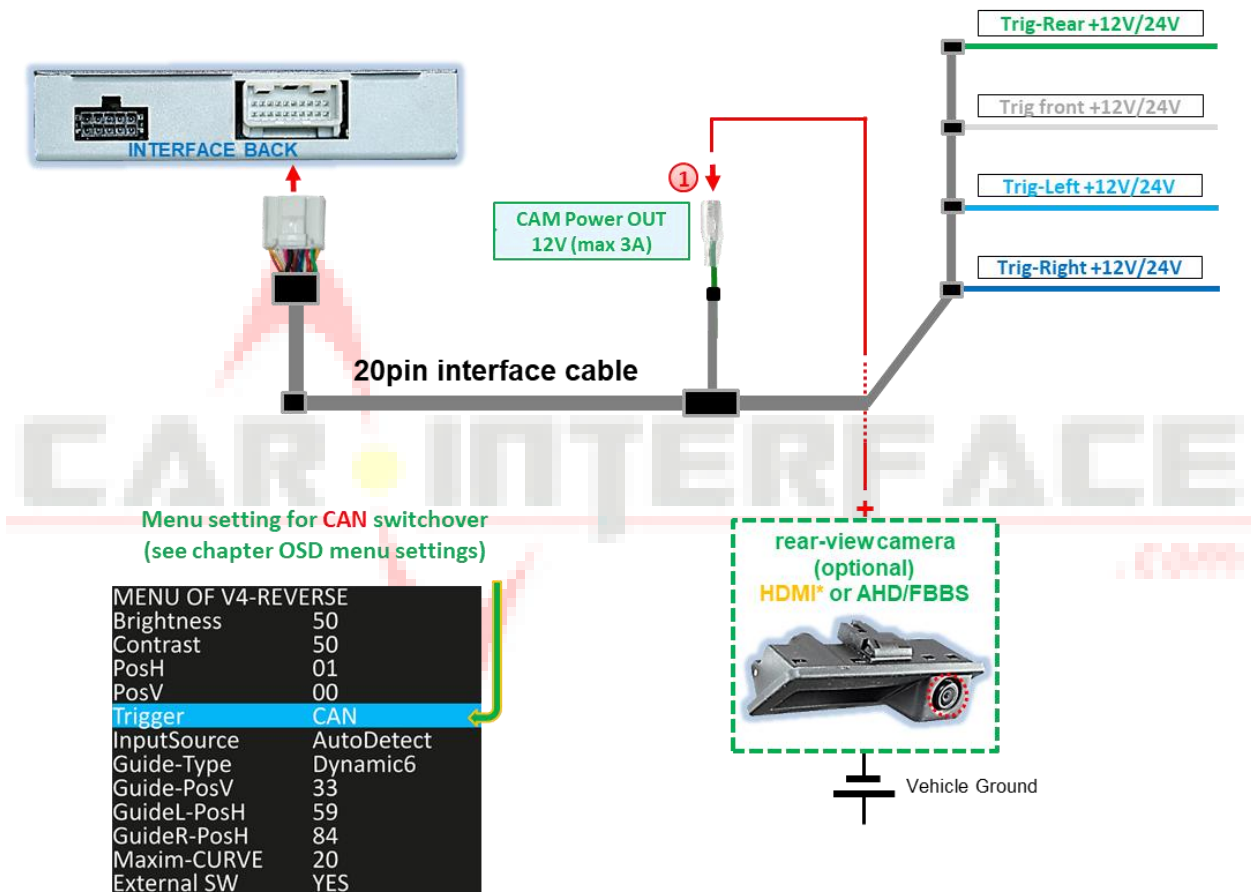 Trig-Rear +12V/24V
Trig front +12V/24V
Trig-Left +12V/24V
Trig-Right +12V/24V
INTERFACE BACK
1
CAM Power OUT
12V (max 3A)
20pin interface cable
CAR INTERFACE
.com
Menu setting for CAN switchover
(see chapter OSD menu settings)
MENU OF V4-REVERSE
Brightness 50
Contrast 50
PosH 01
PosV 00
Trigger CAN
InputSource AutoDetect
Guide-Type Dynamic6
Guide-PosV 33
GuideL-PosH 59
GuideR-PosH 84
Maxim-CURVE 20
External SW YES
+
rear-view camera
(optional)
HDMI* or AHD/FBBS
Vehicle Ground